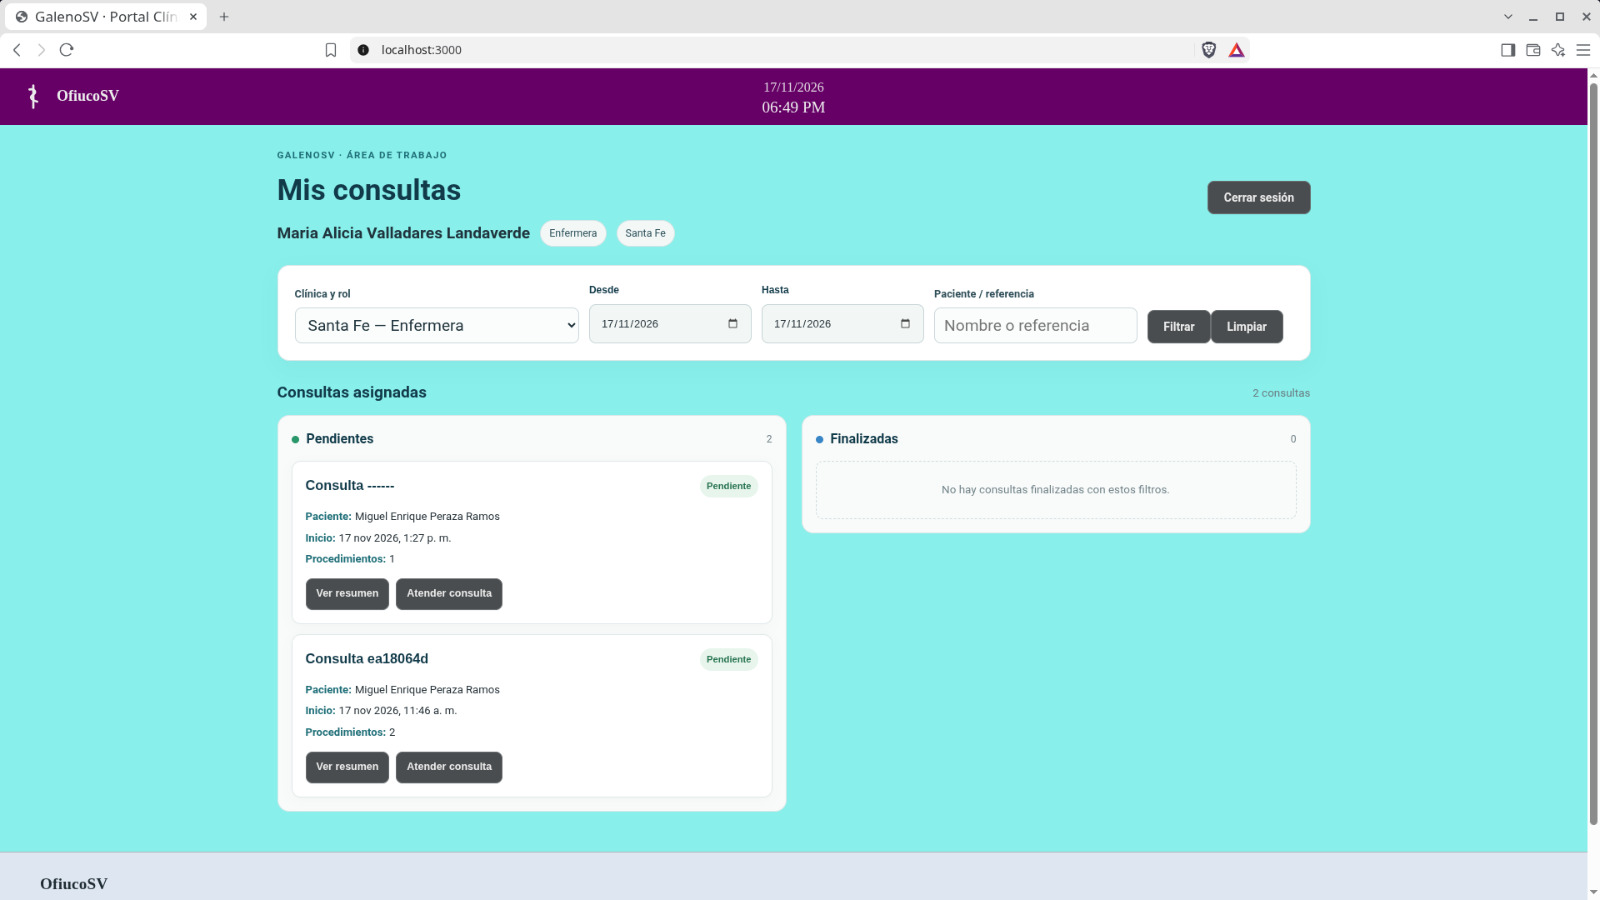 GalenoSV · Portal Clín
localhost:3000
OfiucoSV
17/11/2026
06:49 PM
GALENOSV · ÁREA DE TRABAJO
Mis consultas
Cerrar sesión
Maria Alicia Valladares Landaverde Enfermera Santa Fe
Clínica y rol Desde Hasta Paciente / referencia
Santa Fe — Enfermera 17/11/2026 17/11/2026 Nombre o referencia Filtrar Limpiar
Consultas asignadas 2 consultas
Pendientes 2
Consulta ------ Pendiente
Paciente: Miguel Enrique Peraza Ramos
Inicio: 17 nov 2026, 1:27 p. m.
Procedimientos: 1
Ver resumen Atender consulta
Consulta ea18064d Pendiente
Paciente: Miguel Enrique Peraza Ramos
Inicio: 17 nov 2026, 11:46 a. m.
Procedimientos: 2
Ver resumen Atender consulta
Finalizadas 0
No hay consultas finalizadas con estos filtros.
OfiucoSV